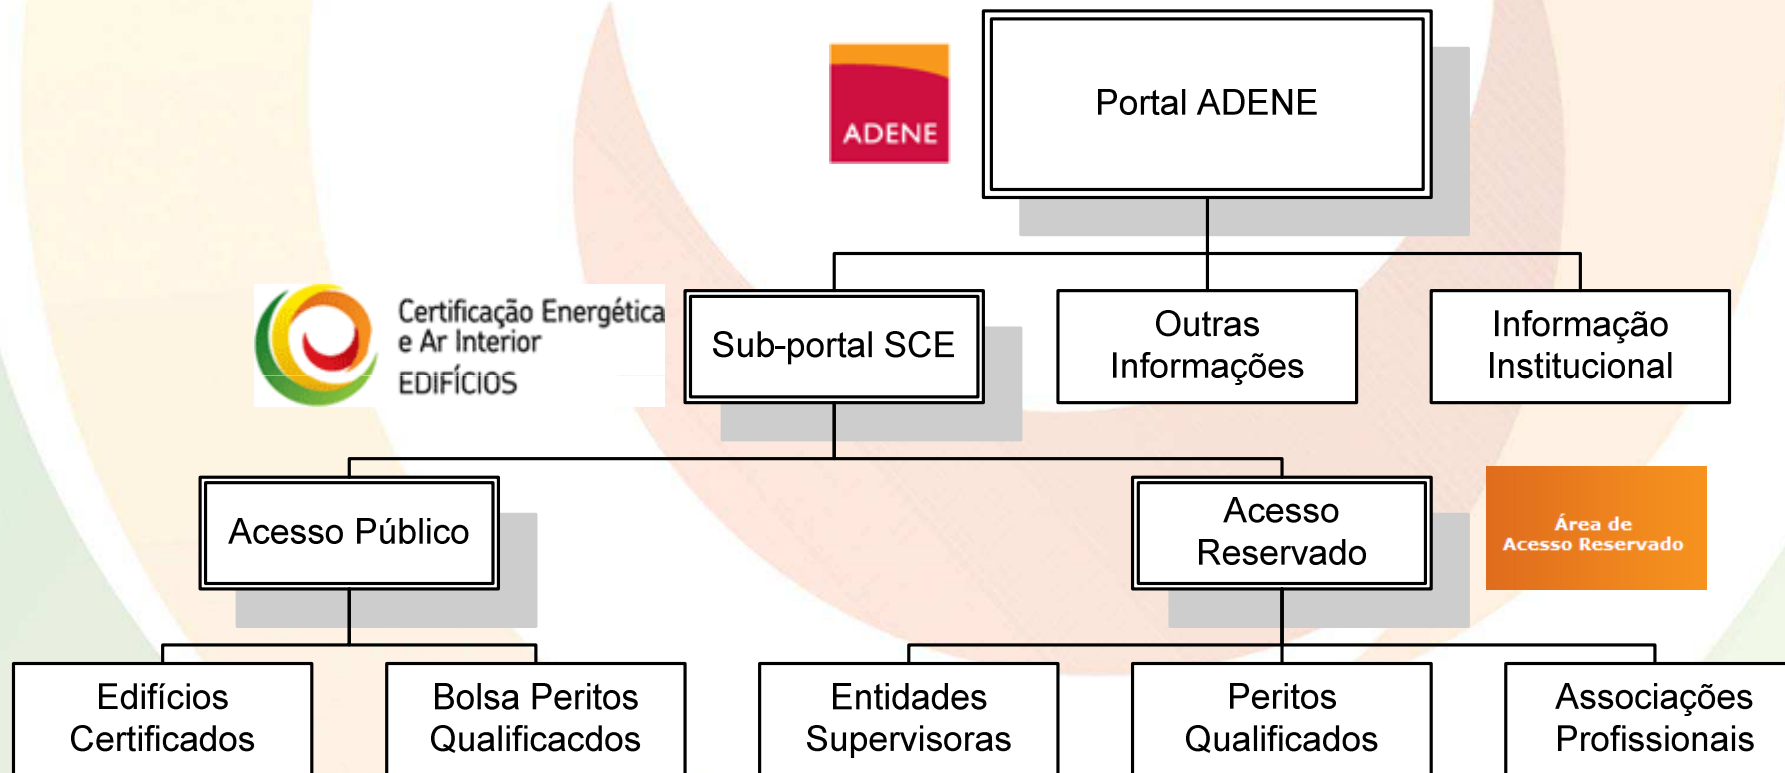 Portal ADENE
ADENE
Certificação Energética
e Ar Interior
EDIFÍCIOS
Sub-portal SCE
Outras
Informações
Informação
Institucional
Acesso Público
Acesso
Reservado
Área de
Acesso Reservado
Edifícios
Certificados
Bolsa Peritos
Qualificacdos
Entidades
Supervisoras
Peritos
Qualificados
Associações
Profissionais